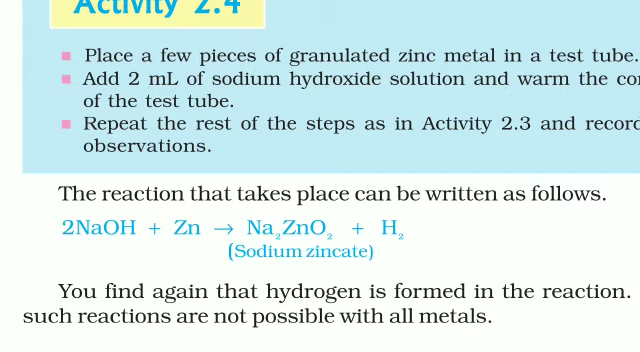 Activity 2.4
Place a few pieces of granulated zinc metal in a test tube.
Add 2 mL of sodium hydroxide solution and warm the
of the test tube.
Repeat the rest of the steps as in Activity 2.3 and record
observations.
The reaction that takes place can be written as follows.
2NaOH + Zn → Na₂ZnO₂ + H₂
(Sodium zincate)
You find again that hydrogen is formed in the reaction.
such reactions are not possible with all metals.